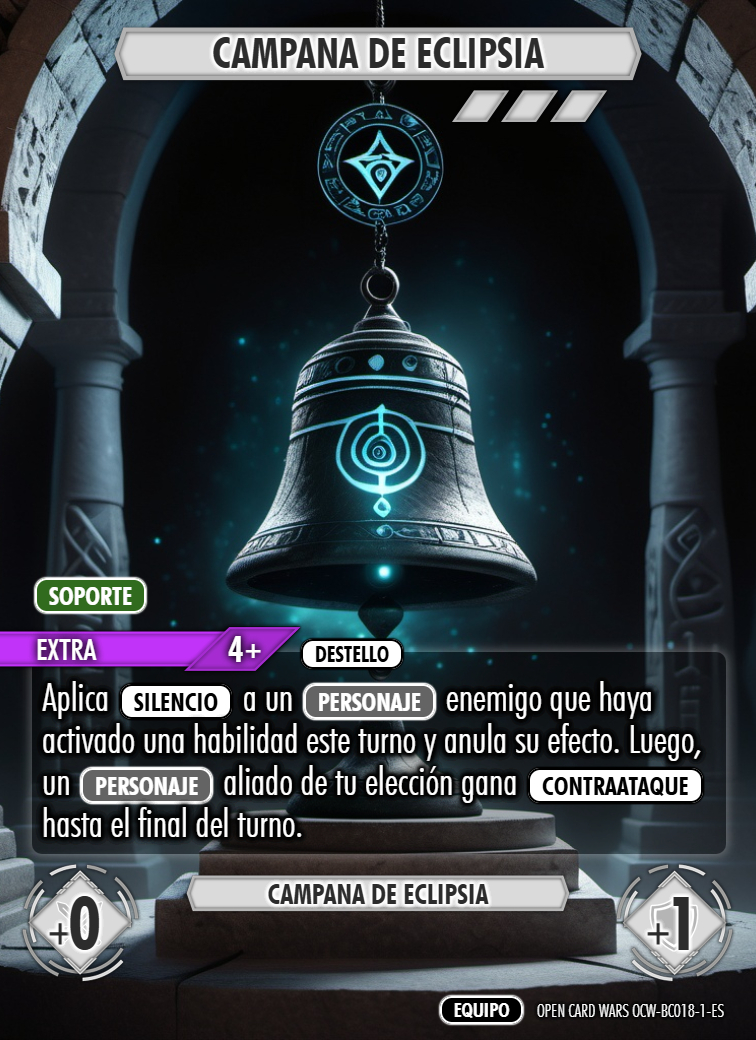 CAMPANA DE ECLIPSIA
SOPORTE
EXTRA 4+ DESTELLO
Aplica SILENCIO a un PERSONAJE enemigo que haya
activado una habilidad este turno y anula su efecto. Luego,
un PERSONAJE aliado de tu elección gana CONTRAATAQUE
hasta el final del turno.
+0 CAMPANA DE ECLIPSIA +1
EQUIPO OPEN CARD WARS OCW-BC018-1-ES